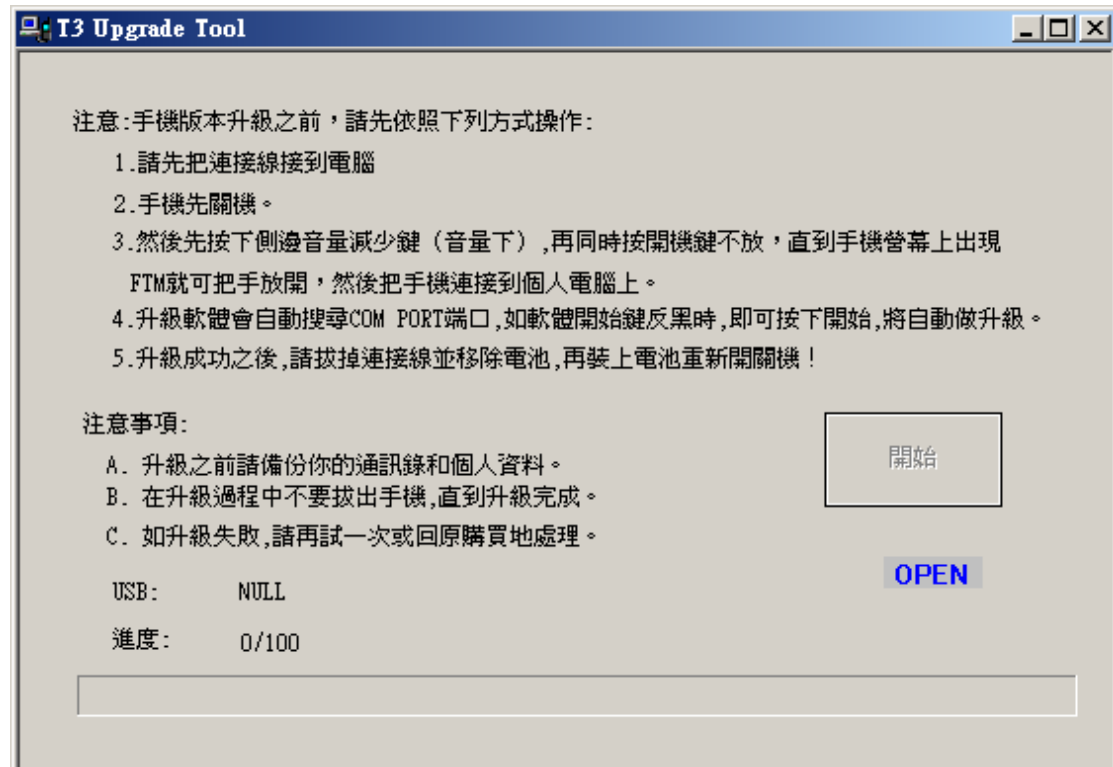 T3 Upgrade Tool
注意:手機版本升級之前，請先依照下列方式操作:
1.請先把連接線接到電腦
2.手機先關機。
3.然後先按下側邊音量減少鍵（音量下）,再同時按開機鍵不放，直到手機螢幕上出現
FTM就可把手放開，然後把手機連接到個人電腦上。
4.升級軟體會自動搜尋COM PORT端口,如軟體開始鍵反黑時,即可按下開始,將自動做升級。
5.升級成功之後,請拔掉連接線並移除電池,再裝上電池重新開關機！
注意事項:
A. 升級之前請備份你的通訊錄和個人資料。
B. 在升級過程中不要拔出手機,直到升級完成。
C. 如升級失敗,請再試一次或回原購買地處理。
開始
OPEN
USB: NULL
進度: 0/100